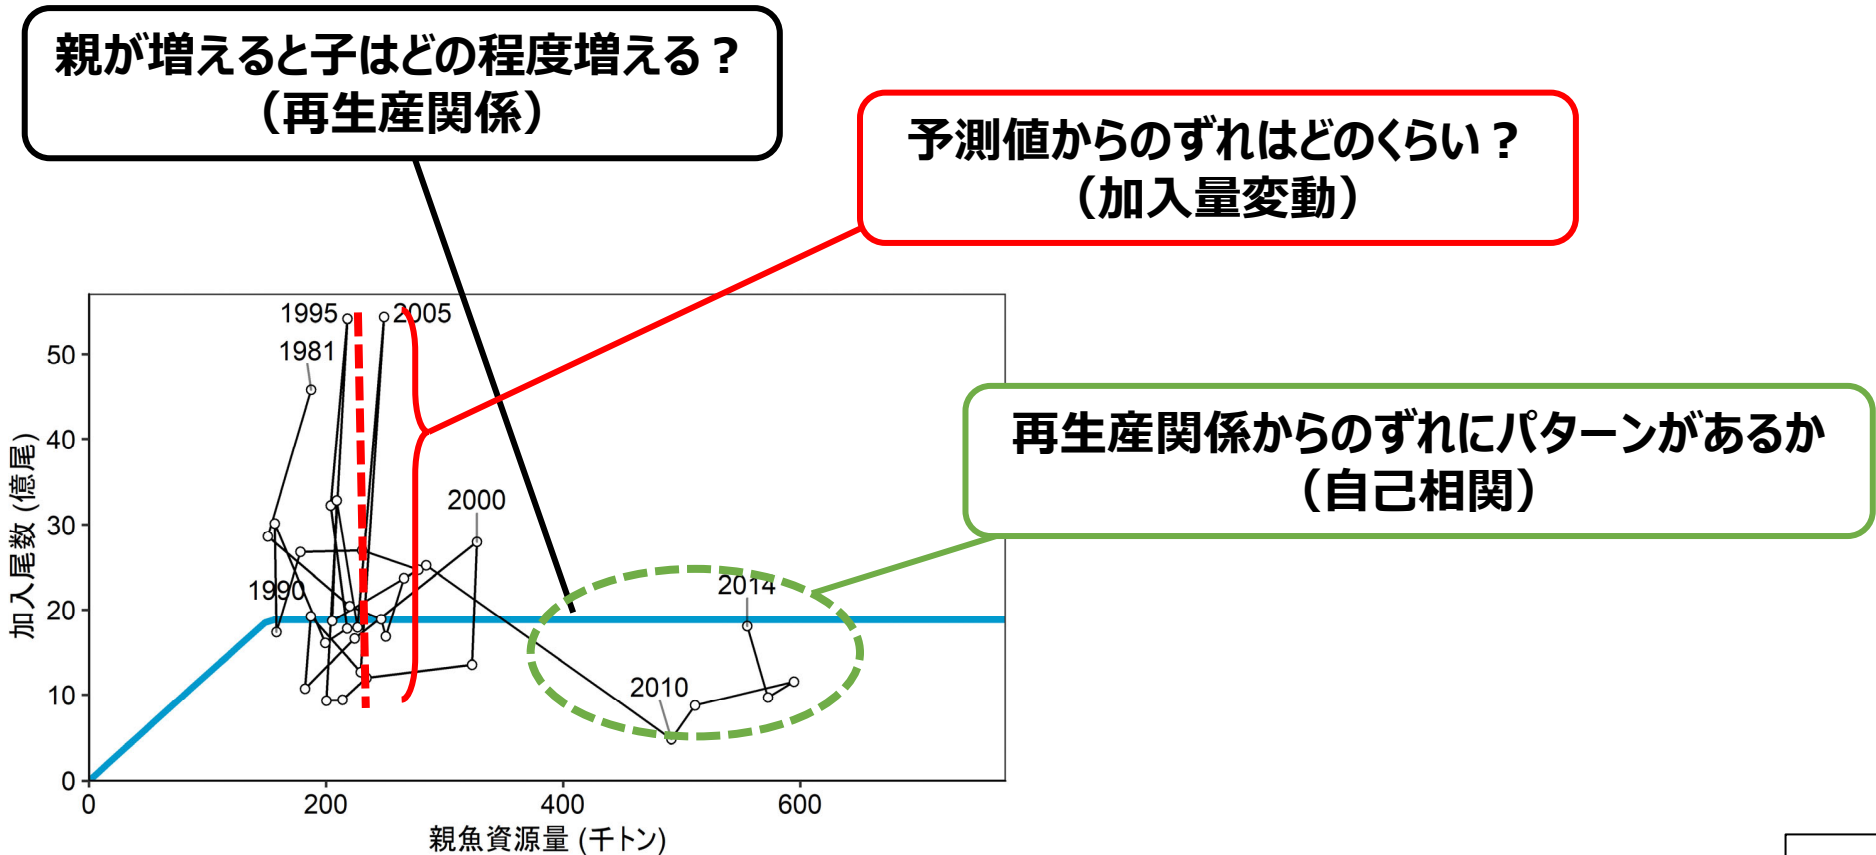 親が増えると子はどの程度増える？
（再生産関係）
予測値からのずれはどのくらい？
（加入量変動）
再生産関係からのずれにパターンがあるか
（自己相関）
1995
2005
1981
2000
1990
2014
2010
50
40
30
20
10
0
加入尾数 (億尾)
0
200
400
600
親魚資源量 (千トン)